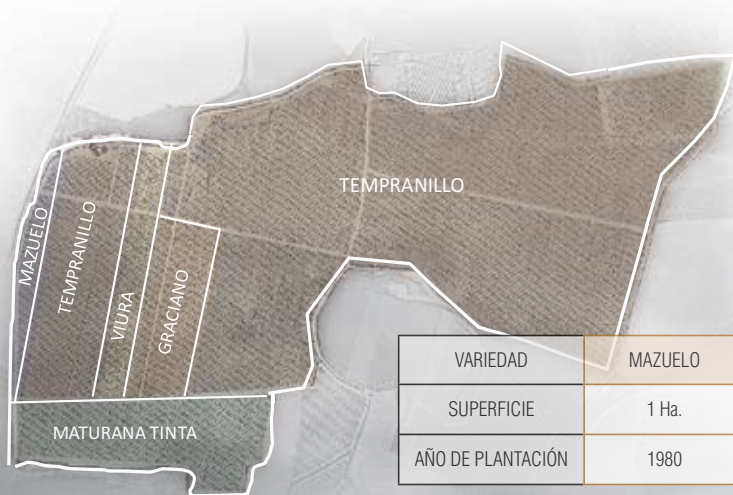 TEMPRANILLO
MAZUELO
TEMPRANILLO
VIURA
GRACIANO
MATURANA TINTA
VARIEDAD MAZUELO
SUPERFICIE 1 Ha.
AÑO DE PLANTACIÓN 1980